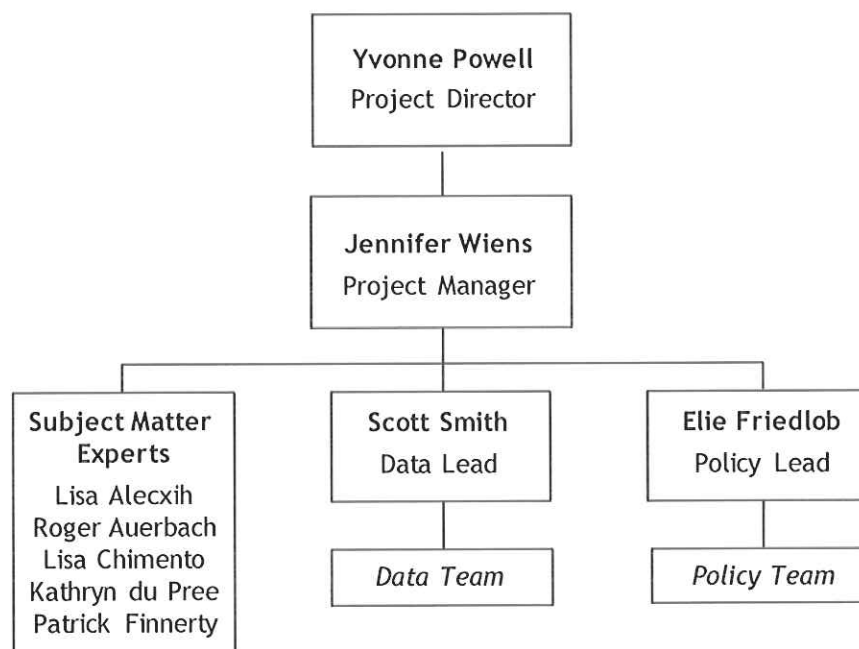 Yvonne Powell
Project Director
Jennifer Wiens
Project Manager
Subject Matter
Experts
Lisa Alecxih
Roger Auerbach
Lisa Chimento
Kathryn du Pree
Patrick Finnerty
Scott Smith
Data Lead
Data Team
Elie Friedlob
Policy Lead
Policy Team